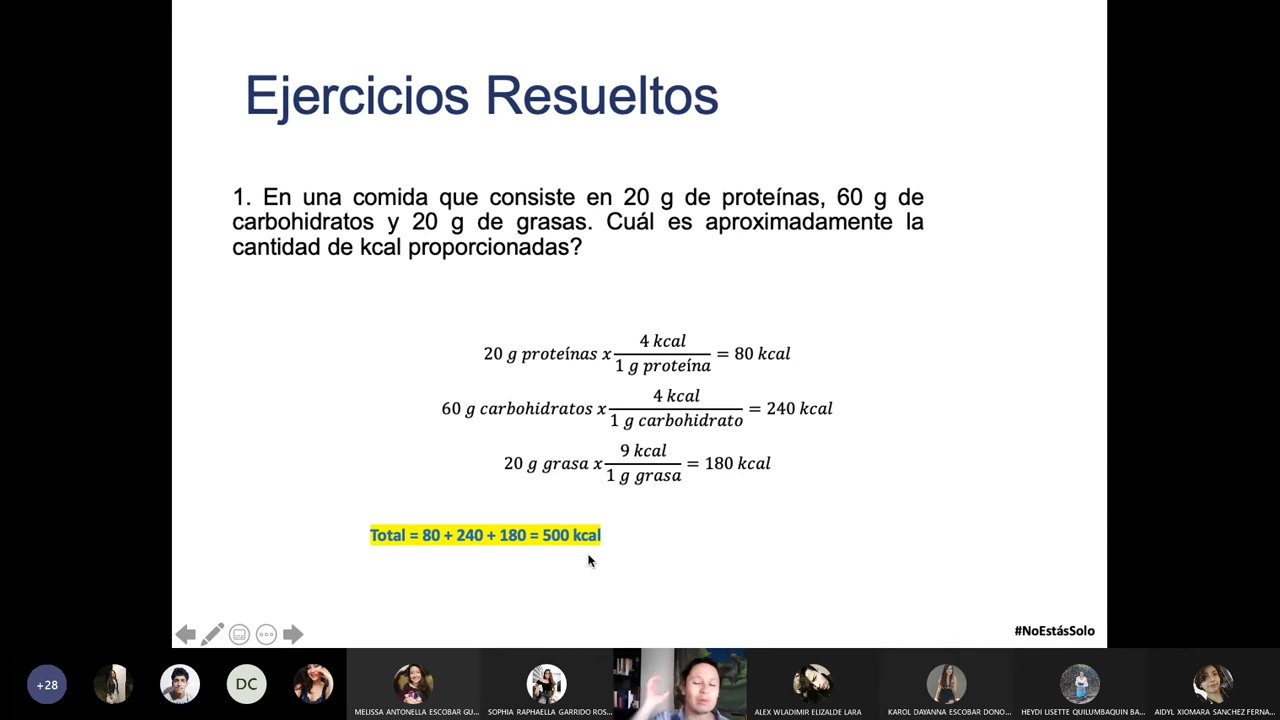 Ejercicios Resueltos
1. En una comida que consiste en 20 g de proteínas, 60 g de
carbohidratos y 20 g de grasas. Cuál es aproximadamente la
cantidad de kcal proporcionadas?
20 g proteínas x 4 kcal / 1 g proteína = 80 kcal
60 g carbohidratos x 4 kcal / 1 g carbohidrato = 240 kcal
20 g grasa x 9 kcal / 1 g grasa = 180 kcal
Total = 80 + 240 + 180 = 500 kcal
#NoEstásSolo
+28
DC
MELISSA ANTONELLA ESCOBAR GU...
SOPHIA RAPHAELLA GARRIDO ROS...
ALEX WLADIMIR ELIZALDE LARA
KAROL DAYANNA ESCOBAR DONO...
HEYDI LISETTE QUILUMBAQUIN BA...
AIDYL XIOMARA SANCHEZ FERNA...